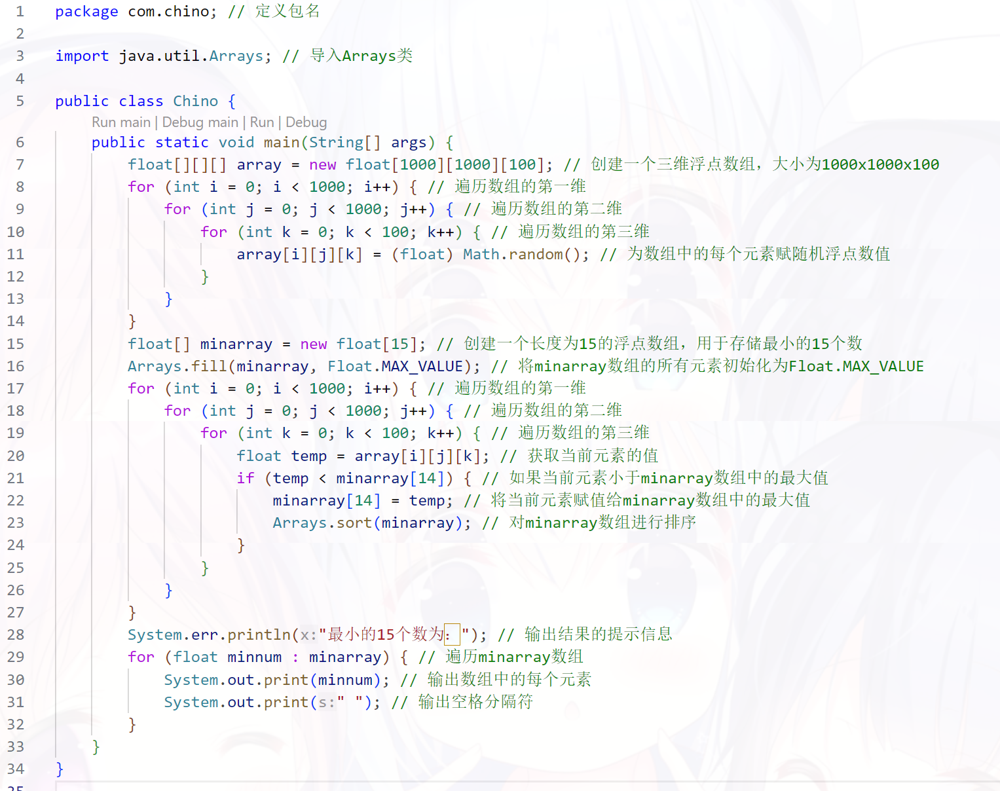 1 package com.chino; // 定义包名
2
3 import java.util.Arrays; // 导入Arrays类
4
5 public class Chino {
Run main | Debug main | Run | Debug
6 public static void main(String[] args) {
7 float[][][] array = new float[1000][1000][100]; // 创建一个三维浮点数组，大小为1000x1000x100
8 for (int i = 0; i < 1000; i++) { // 遍历数组的第一维
9 for (int j = 0; j < 1000; j++) { // 遍历数组的第二维
10 for (int k = 0; k < 100; k++) { // 遍历数组的第三维
11 array[i][j][k] = (float) Math.random(); // 为数组中的每个元素赋随机浮点数值
12 }
13 }
14 }
15 float[] minarray = new float[15]; // 创建一个长度为15的浮点数组，用于存储最小的15个数
16 Arrays.fill(minarray, Float.MAX_VALUE); // 将minarray数组的所有元素初始化为Float.MAX_VALUE
17 for (int i = 0; i < 1000; i++) { // 遍历数组的第一维
18 for (int j = 0; j < 1000; j++) { // 遍历数组的第二维
19 for (int k = 0; k < 100; k++) { // 遍历数组的第三维
20 float temp = array[i][j][k]; // 获取当前元素的值
21 if (temp < minarray[14]) { // 如果当前元素小于minarray数组中的最大值
22 minarray[14] = temp; // 将当前元素赋值给minarray数组中的最大值
23 Arrays.sort(minarray); // 对minarray数组进行排序
24 }
25 }
26 }
27 }
28 System.err.println(x:"最小的15个数为："); // 输出结果的提示信息
29 for (float minnum : minarray) { // 遍历minarray数组
30 System.out.print(minnum); // 输出数组中的每个元素
31 System.out.print(s:" "); // 输出空格分隔符
32 }
33 }
34 }
35